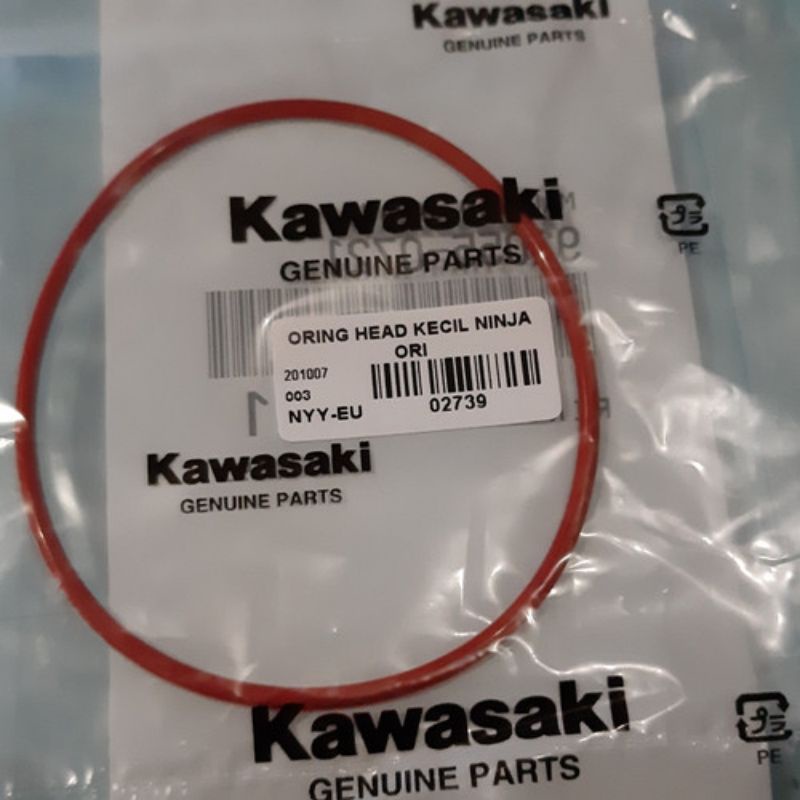 Kawasaki
GENUINE PARTS
Kawasaki
GENUINE PARTS
PE
ORING HEAD KECIL NINJA
ORI
201007
003
NYY-EU
02739
Kawasaki
GENUINE PARTS
Kawasaki
GENUINE PARTS
PE